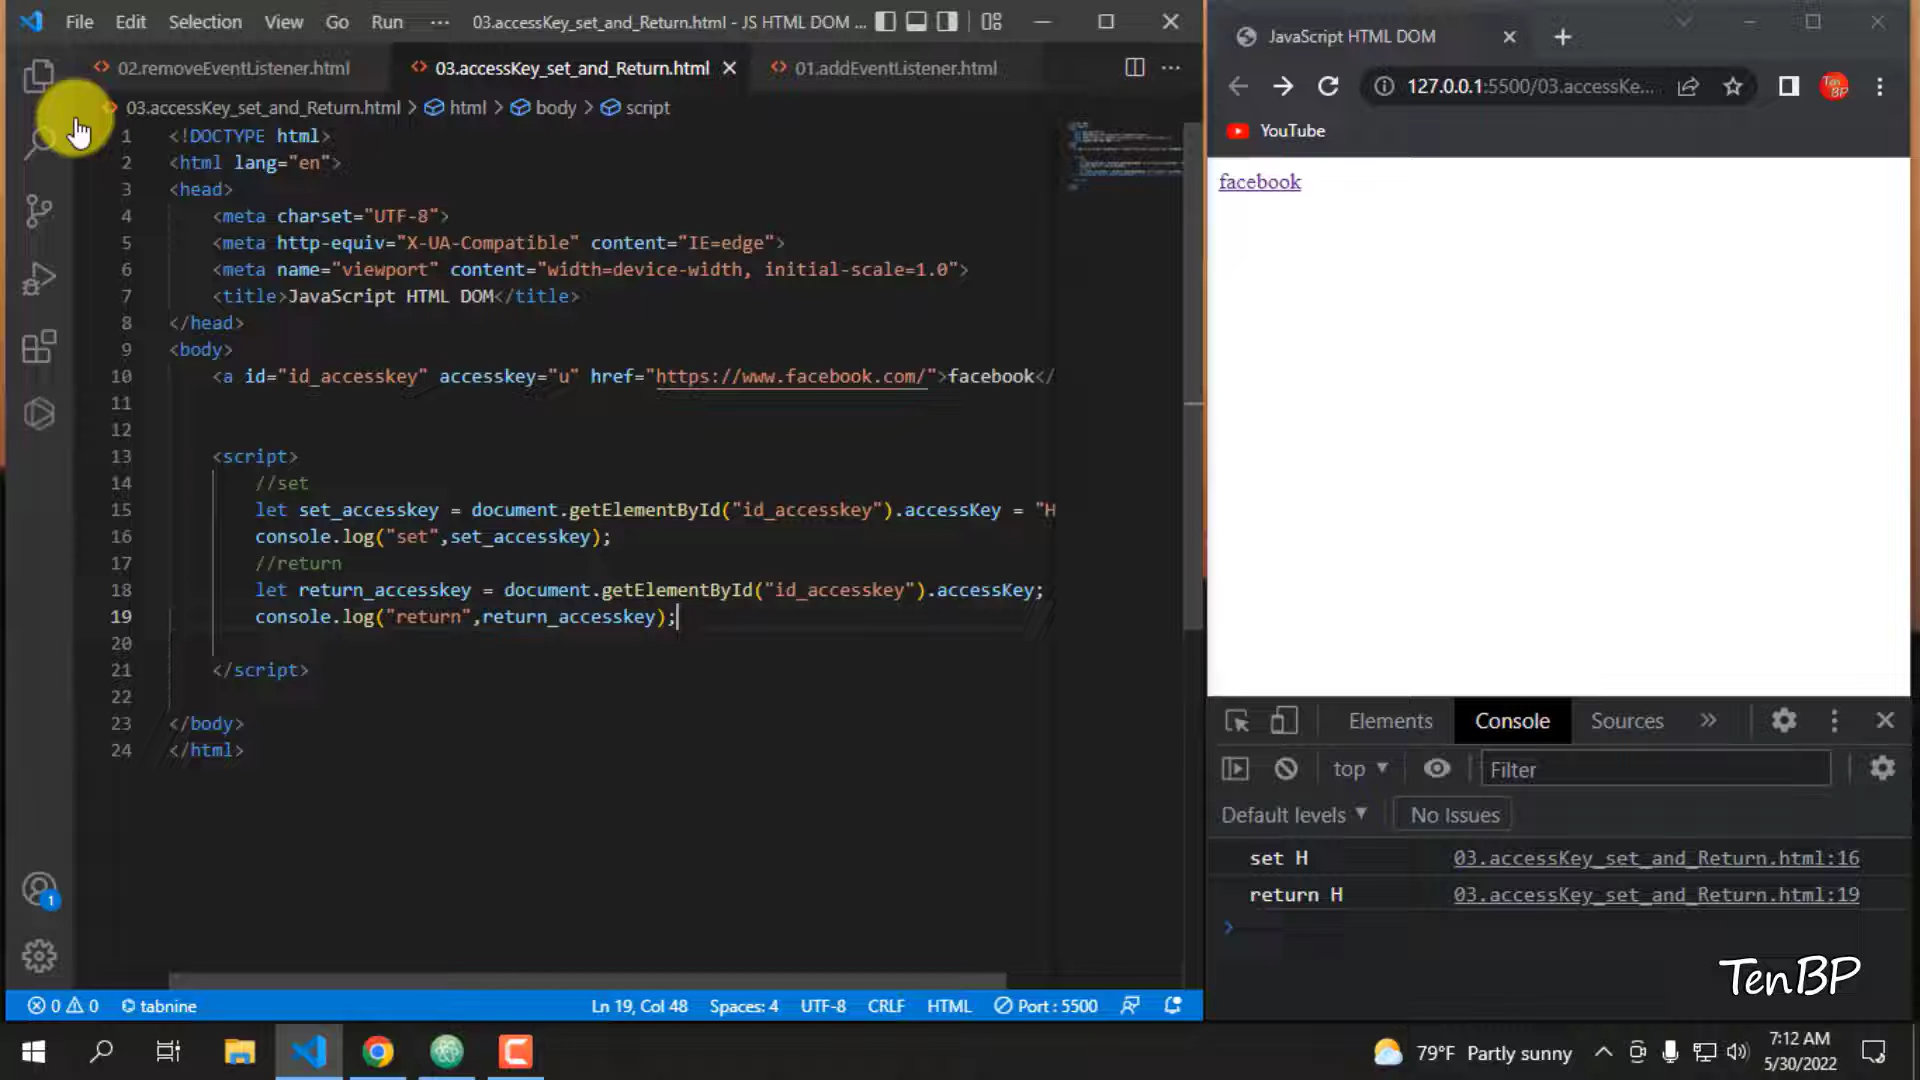 File Edit Selection View Go Run ··· 03.accessKey_set_and_Return.html - JS HTML DOM ...
02.removeEventListener.html 03.accessKey_set_and_Return.html 01.addEventListener.html
03.accessKey_set_and_Return.html > html > body > script
1 <!DOCTYPE html>
2 <html lang="en">
3 <head>
4 <meta charset="UTF-8">
5 <meta http-equiv="X-UA-Compatible" content="IE=edge">
6 <meta name="viewport" content="width=device-width, initial-scale=1.0">
7 <title>JavaScript HTML DOM</title>
8 </head>
9 <body>
10 <a id="id_accesskey" accesskey="u" href="https://www.facebook.com/">facebook</
11
12
13 <script>
14 //set
15 let set_accesskey = document.getElementById("id_accesskey").accessKey = "H
16 console.log("set",set_accesskey);
17 //return
18 let return_accesskey = document.getElementById("id_accesskey").accessKey;
19 console.log("return",return_accesskey);
20
21 </script>
22
23 </body>
24 </html>
0 0 tabnine Ln 19, Col 48 Spaces: 4 UTF-8 CRLF HTML Port : 5500
JavaScript HTML DOM
127.0.0.1:5500/03.accessKe... Ten BP
YouTube
facebook
Elements Console Sources »
top Filter
Default levels No Issues
set H 03.accessKey_set_and_Return.html:16
return H 03.accessKey_set_and_Return.html:19
>
TenBP
1
79°F Partly sunny 7:12 AM
5/30/2022